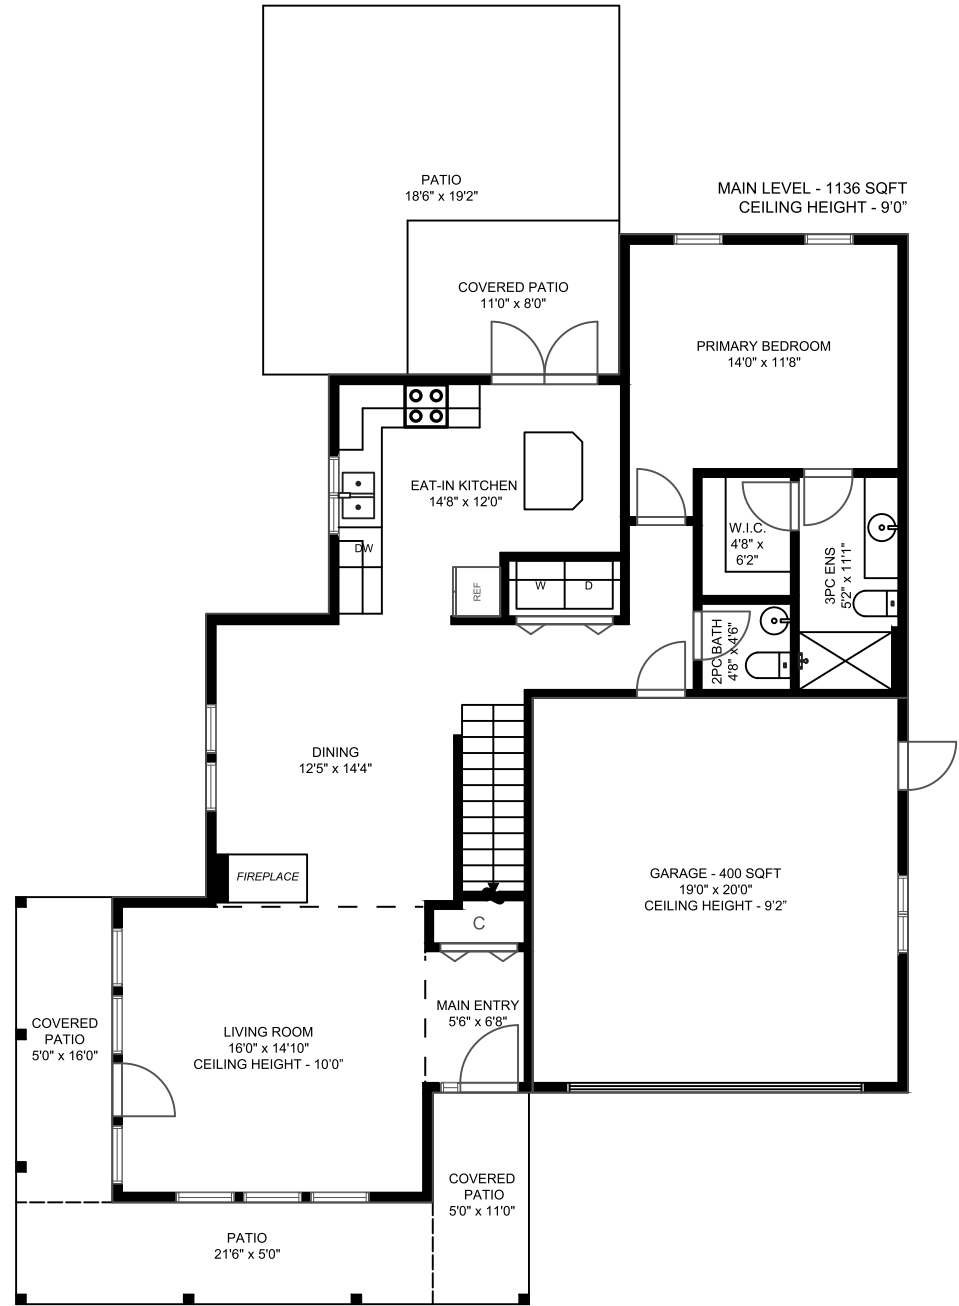 PATIO
18'6" x 19'2"
MAIN LEVEL - 1136 SQFT
CEILING HEIGHT - 9'0"
COVERED PATIO
11'0" x 8'0"
PRIMARY BEDROOM
14'0" x 11'8"
EAT-IN KITCHEN
14'8" x 12'0"
DW
REF
W
D
W.I.C.
4'8" x
6'2"
3PC ENS
5'2" x 11'1"
2PC BATH
4'8" x 4'6"
DINING
12'5" x 14'4"
FIREPLACE
GARAGE - 400 SQFT
19'0" x 20'0"
CEILING HEIGHT - 9'2"
C
MAIN ENTRY
5'6" x 6'8"
COVERED
PATIO
5'0" x 16'0"
LIVING ROOM
16'0" x 14'10"
CEILING HEIGHT - 10'0"
COVERED
PATIO
5'0" x 11'0"
PATIO
21'6" x 5'0"